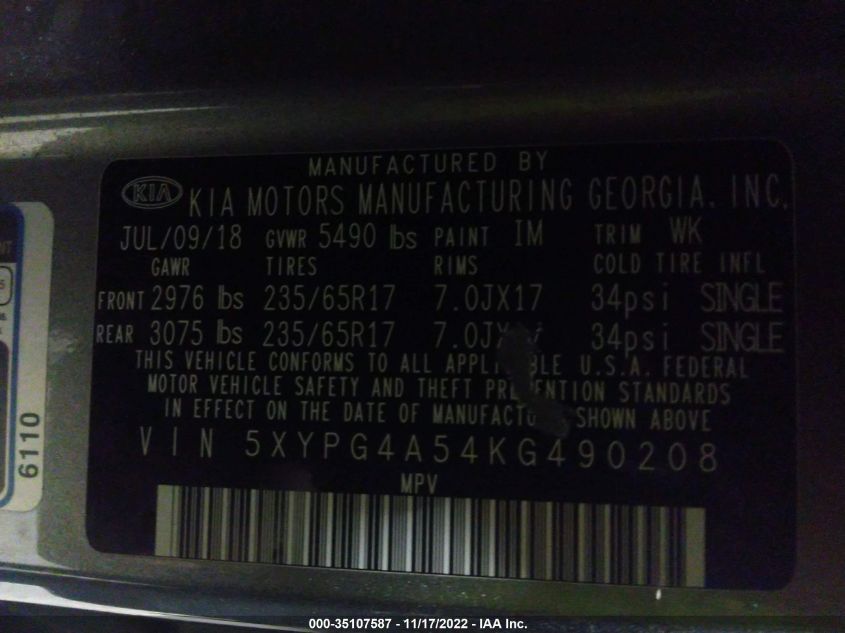 MANUFACTURED BY
KIA KIA MOTORS MANUFACTURING GEORGIA, INC.
JUL/09/18 GVWR 5490 lbs PAINT IM TRIM WK
GAWR TIRES RIMS COLD TIRE INFL
FRONT 2976 lbs 235/65R17 7.0JX17 34psi SINGLE
REAR 3075 lbs 235/65R17 34psi SINGLE
THIS VEHICLE CONFORMS TO ALL U.S.A. FEDERAL
MOTOR VEHICLE SAFETY AND THEFT PREVENTION STANDARDS
IN EFFECT ON THE DATE OF MANUFACTU SHOWN ABOVE
VIN 5XYPG4A54KG490208
MPV
6110
000-35107587 - 11/17/2022 - IAA Inc.